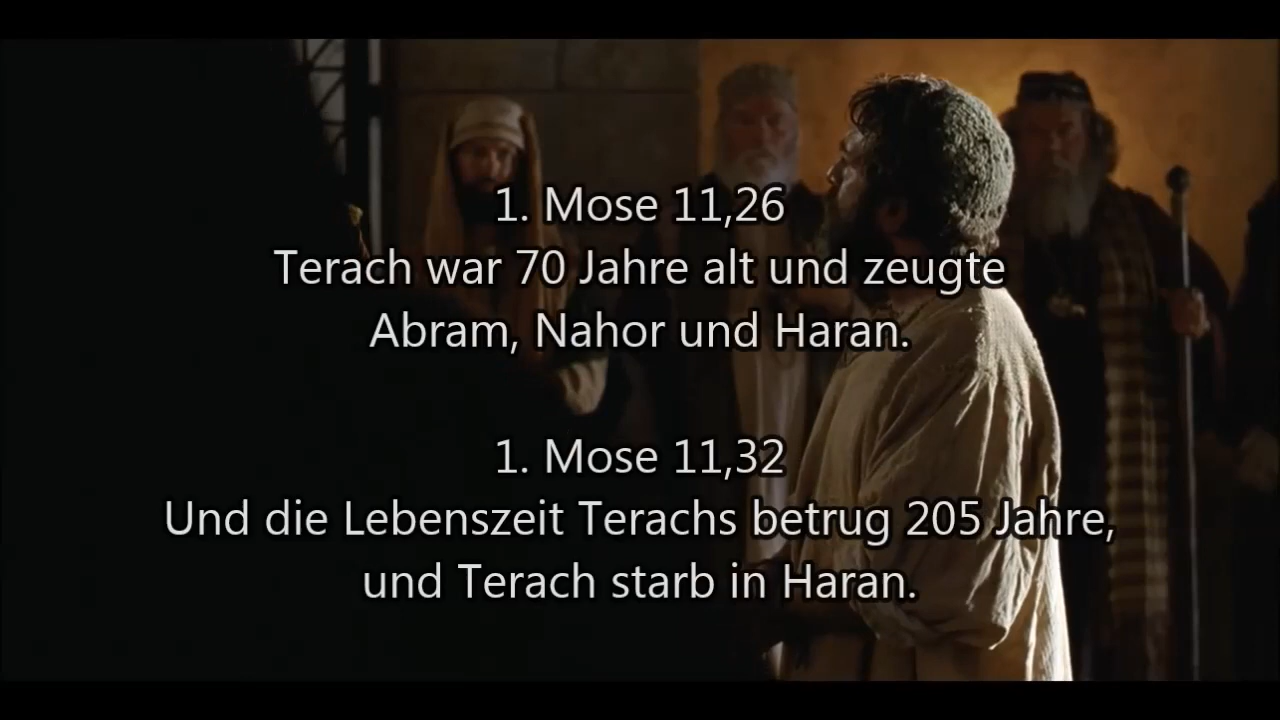 1. Mose 11,26
Terach war 70 Jahre alt und zeugte
Abram, Nahor und Haran.
1. Mose 11,32
Und die Lebenszeit Terachs betrug 205 Jahre,
und Terach starb in Haran.